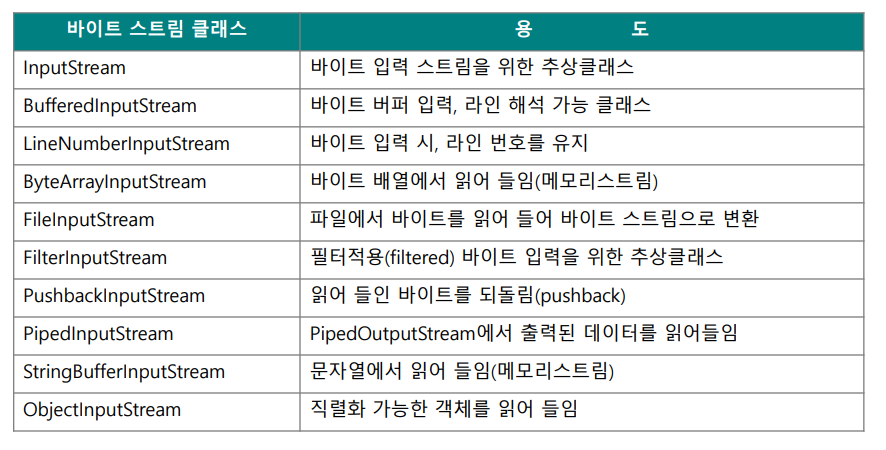 바이트 스트림 클래스 용 도
InputStream 바이트 입력 스트림을 위한 추상클래스
BufferedInputStream 바이트 버퍼 입력, 라인 해석 가능 클래스
LineNumberInputStream 바이트 입력 시, 라인 번호를 유지
ByteArrayInputStream 바이트 배열에서 읽어 들임(메모리스트림)
FileInputStream 파일에서 바이트를 읽어 들어 바이트 스트림으로 변환
FilterInputStream 필터적용(filtered) 바이트 입력을 위한 추상클래스
PushbackInputStream 읽어 들인 바이트를 되돌림(pushback)
PipedInputStream PipedOutputStream에서 출력된 데이터를 읽어들임
StringBufferInputStream 문자열에서 읽어 들임(메모리스트림)
ObjectInputStream 직렬화 가능한 객체를 읽어 들임